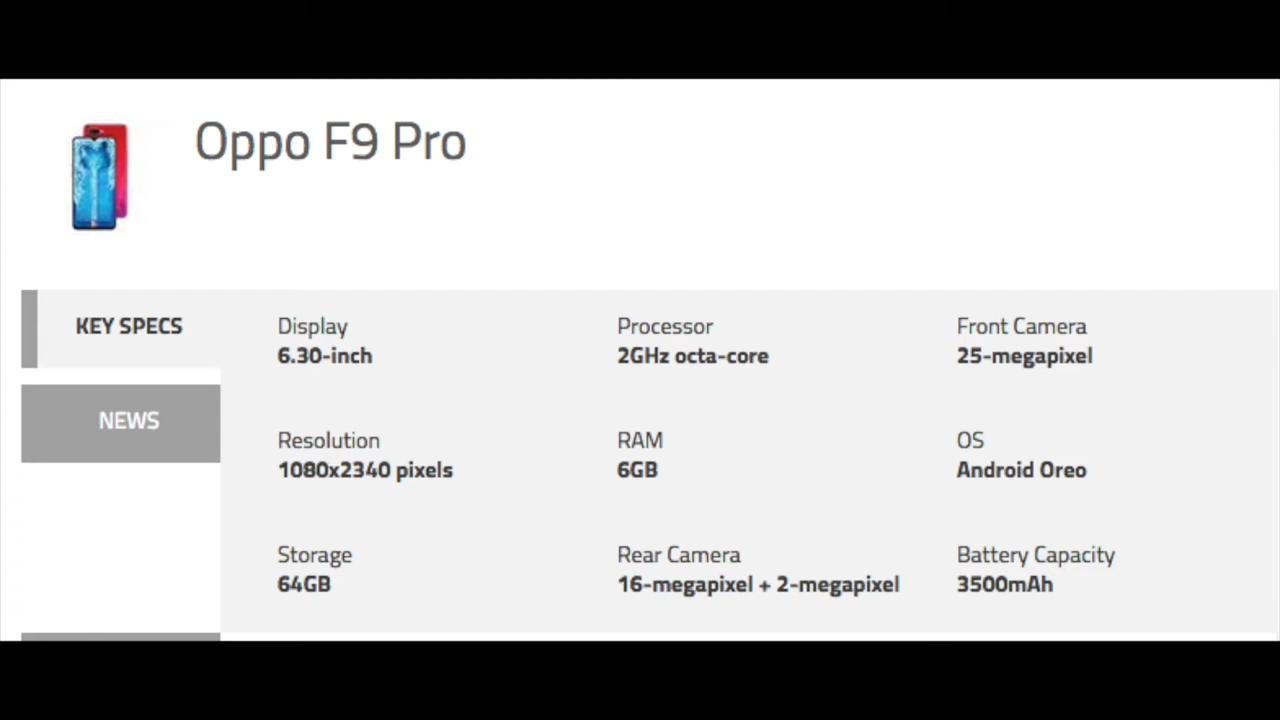 Oppo F9 Pro
KEY SPECS
NEWS
Display
6.30-inch
Processor
2GHz octa-core
Front Camera
25-megapixel
Resolution
1080x2340 pixels
RAM
6GB
OS
Android Oreo
Storage
64GB
Rear Camera
16-megapixel + 2-megapixel
Battery Capacity
3500mAh